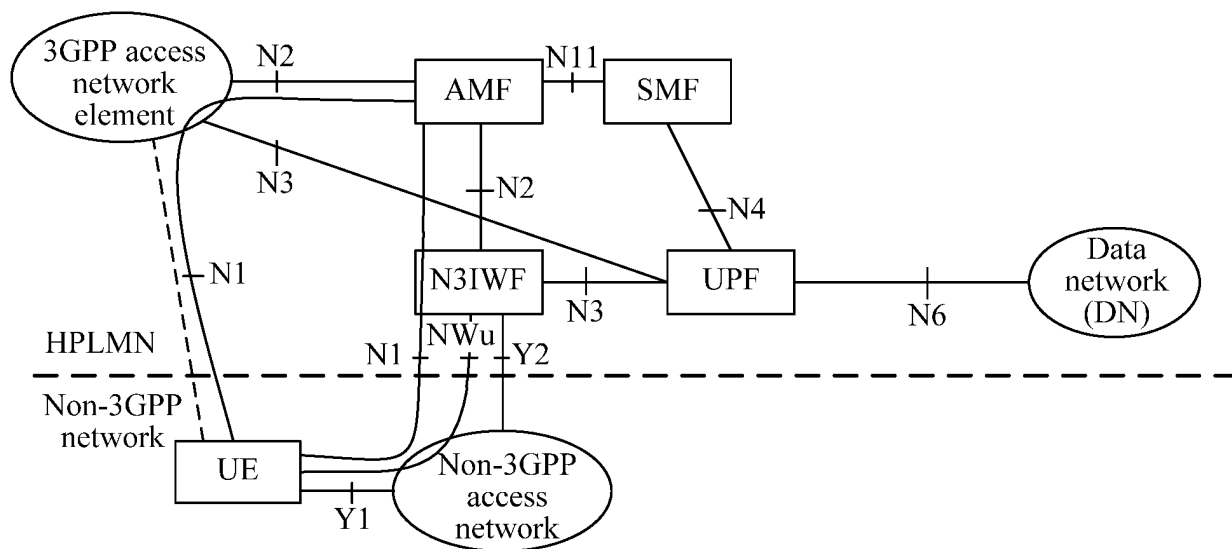 3GPP access
network
element
N2
AMF
N11
SMF
N3
N2
N4
N1
N3IWF
N3
UPF
N6
Data
network
(DN)
HPLMN
N1
NWu
Y2
Non-3GPP
network
UE
Y1
Non-3GPP
access
network